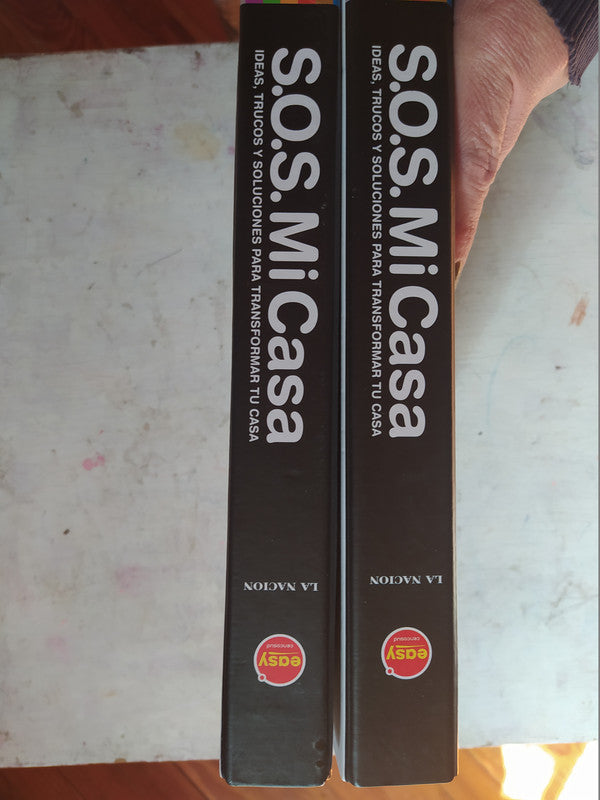 S.O.S. Mi Casa
IDEAS, TRUCOS Y SOLUCIONES PARA TRANSFORMAR TU CASA
LA NACION
easy
cencosud
S.O.S. Mi Casa
IDEAS, TRUCOS Y SOLUCIONES PARA TRANSFORMAR TU CASA
LA NACION
easy
cencosud